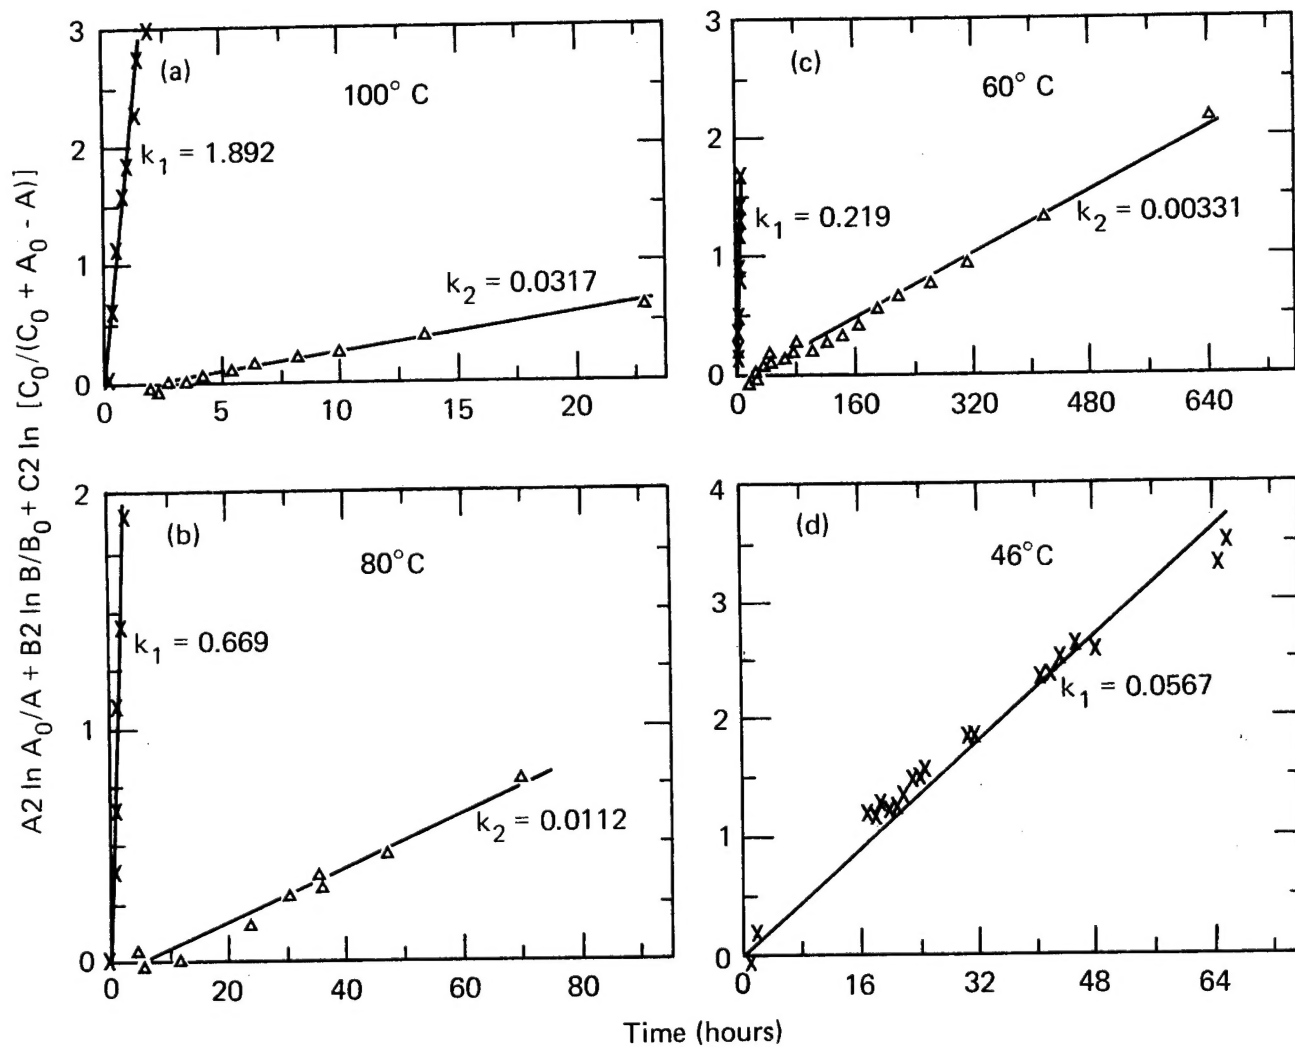 A2 ln A0/A + B2 ln B/B0 + C2 ln [C0/(C0 + A0 - A)]
3
(a)
100° C
2
k1 = 1.892
1
k2 = 0.0317
0
0 5 10 15 20
3
(c)
60° C
2
k1 = 0.219
k2 = 0.00331
1
0
0 160 320 480 640
2
(b)
80°C
k1 = 0.669
1
k2 = 0.0112
0
0 20 40 60 80
4
(d)
46°C
3
k1 = 0.0567
2
1
0
0 16 32 48 64
Time (hours)